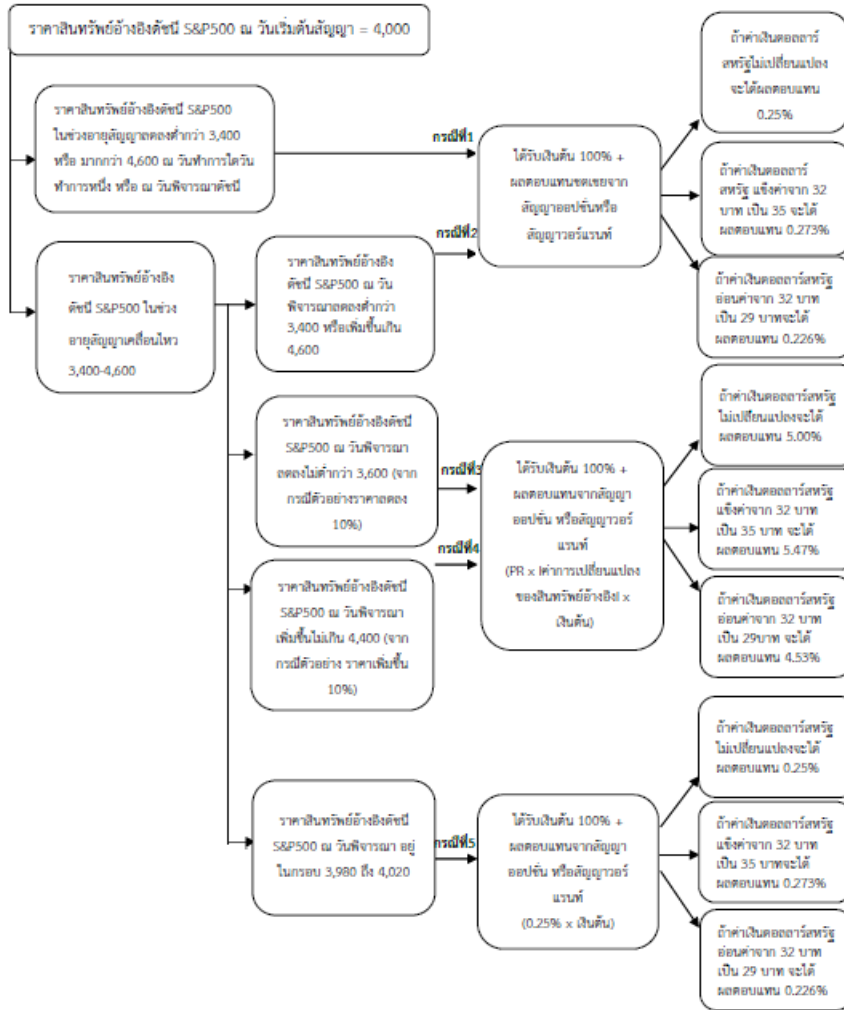 ราคาสินทรัพย์อ้างอิงดัชนี S&P500 ณ วันเริ่มต้นสัญญา = 4,000
ราคาสินทรัพย์อ้างอิงดัชนี S&P500
ในช่วงอายุสัญญาลดลงต่ำกว่า 3,400
หรือ มากกว่า 4,600 ณ วันทำการใดวัน
ทำการหนึ่ง หรือ ณ วันพิจารณาดัชนี
กรณีที่1
ได้รับเงินต้น 100% +
ผลตอบแทนชดเชยจาก
สัญญาออปชั่นหรือ
สัญญาวอร์แรนท์
ถ้าค่าเงินดอลลาร์
สหรัฐไม่เปลี่ยนแปลง
จะได้ผลตอบแทน
0.25%
ถ้าค่าเงินดอลลาร์
สหรัฐ แข็งค่าจาก 32
บาท เป็น 35 จะได้
ผลตอบแทน 0.273%
ถ้าค่าเงินดอลลาร์สหรัฐ
อ่อนค่าจาก 32 บาท
เป็น 29 บาทจะได้
ผลตอบแทน 0.226%
ราคาสินทรัพย์อ้างอิง
ดัชนี S&P500 ในช่วง
อายุสัญญาเคลื่อนไหว
3,400-4,600
กรณีที่2
ราคาสินทรัพย์อ้างอิง
ดัชนี S&P500 ณ วัน
พิจารณาลดลงต่ำกว่า
3,400 หรือเพิ่มขึ้นเกิน
4,600
ราคาสินทรัพย์อ้างอิงดัชนี
S&P500 ณ วันพิจารณา
ลดลงไม่ต่ำกว่า 3,600 (จาก
กรณีตัวอย่างราคาลดลง
10%)
กรณีที่3
กรณีที่4
ราคาสินทรัพย์อ้างอิงดัชนี
S&P500 ณ วันพิจารณา
เพิ่มขึ้นไม่เกิน 4,400 (จาก
กรณีตัวอย่าง ราคาเพิ่มขึ้น
10%)
ได้รับเงินต้น 100% +
ผลตอบแทนจากสัญญา
ออปชั่น หรือสัญญาวอร์
แรนท์
(PR x |ค่าการเปลี่ยนแปลง
ของสินทรัพย์อ้างอิง| x
เงินต้น)
ถ้าค่าเงินดอลลาร์สหรัฐ
ไม่เปลี่ยนแปลงจะได้
ผลตอบแทน 5.00%
ถ้าค่าเงินดอลลาร์สหรัฐ
แข็งค่าจาก 32 บาท
เป็น 35 บาท จะได้
ผลตอบแทน 5.47%
ถ้าค่าเงินดอลลาร์สหรัฐ
อ่อนค่าจาก 32 บาท
เป็น 29บาท จะได้
ผลตอบแทน 4.53%
ราคาสินทรัพย์อ้างอิงดัชนี
S&P500 ณ วันพิจารณา อยู่
ในกรอบ 3,980 ถึง 4,020
กรณีที่5
ได้รับเงินต้น 100% +
ผลตอบแทนจากสัญญา
ออปชั่น หรือสัญญาวอร์
แรนท์
(0.25% x เงินต้น)
ถ้าค่าเงินดอลลาร์สหรัฐ
ไม่เปลี่ยนแปลงจะได้
ผลตอบแทน 0.25%
ถ้าค่าเงินดอลลาร์สหรัฐ
แข็งค่าจาก 32 บาท
เป็น 35 บาทจะได้
ผลตอบแทน 0.273%
ถ้าค่าเงินดอลลาร์สหรัฐ
อ่อนค่าจาก 32 บาท
เป็น 29 บาท จะได้
ผลตอบแทน 0.226%